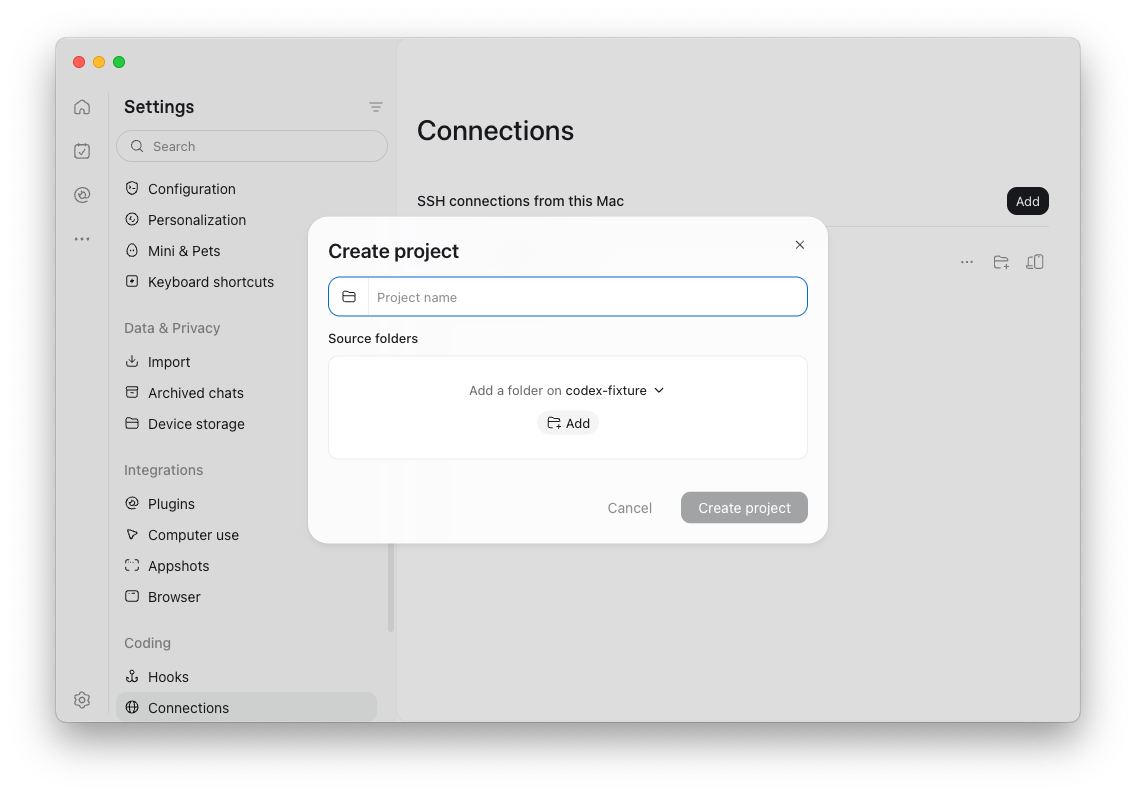 Settings
Search
Configuration
Personalization
Mini & Pets
Keyboard shortcuts
Data & Privacy
Import
Archived chats
Device storage
Integrations
Plugins
Computer use
Appshots
Browser
Coding
Hooks
Connections
Connections
SSH connections from this Mac
Add
Create project
Project name
Source folders
Add a folder on codex-fixture
Add
Cancel
Create project